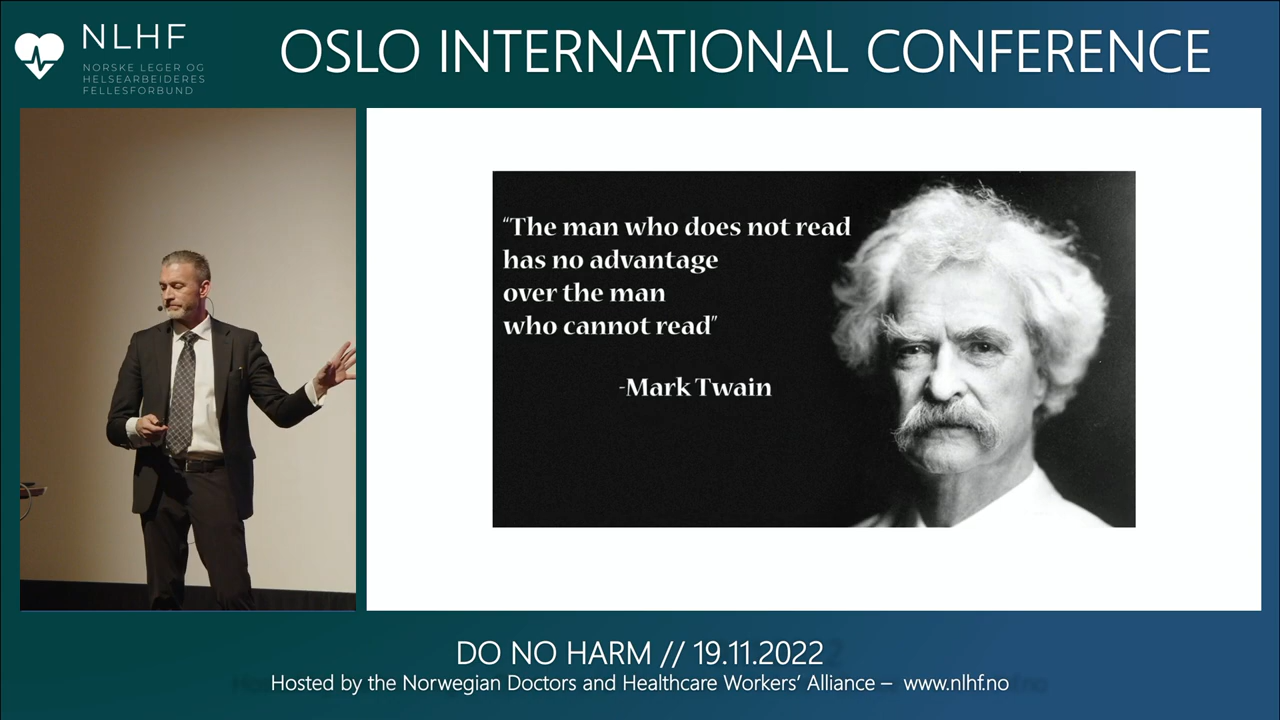 NLHF
NORSKE LEGER OG
HELSEARBEIDERES
FELLESFORBUND
OSLO INTERNATIONAL CONFERENCE
“The man who does not read
has no advantage
over the man
who cannot read”
-Mark Twain
DO NO HARM // 19.11.2022
Hosted by the Norwegian Doctors and Healthcare Workers’ Alliance – www.nlhf.no